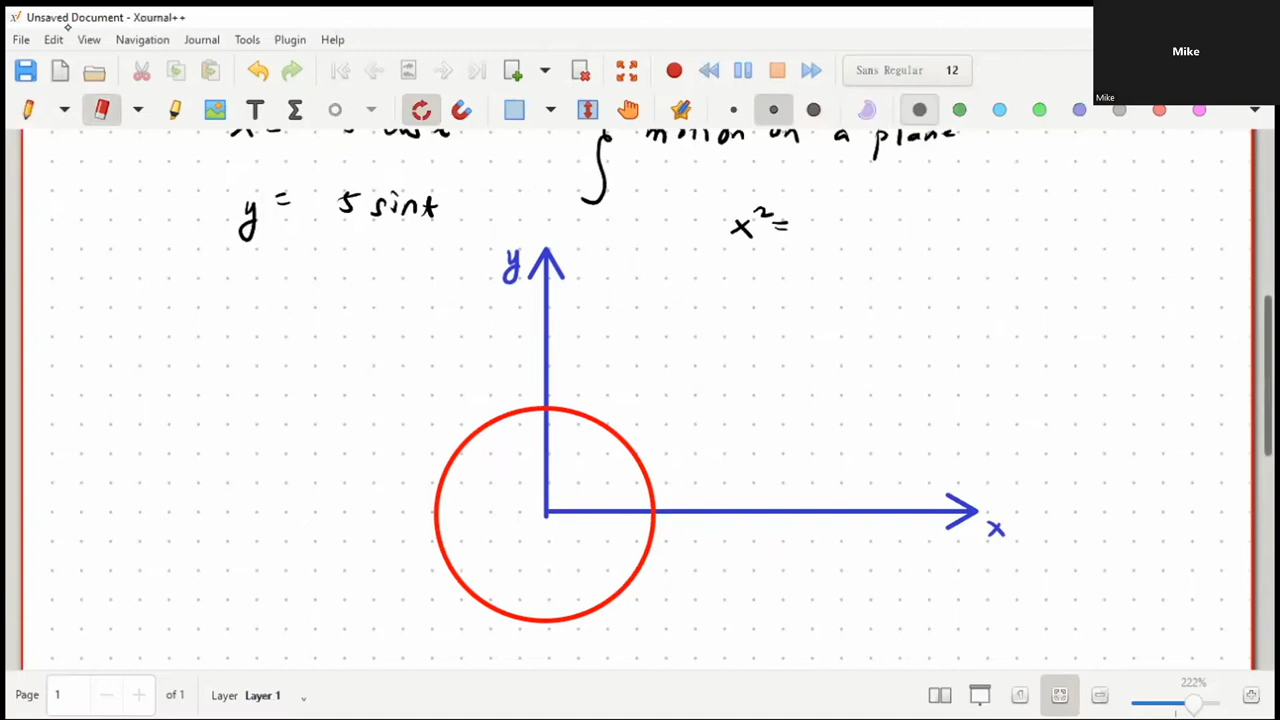 Unsaved Document - Xournal++
File Edit View Navigation Journal Tools Plugin Help
Mike
Mike
Sans Regular 12
motion on a plane
y = 5 sint
x²=
y
x
Page 1 of 1 Layer Layer 1 222%